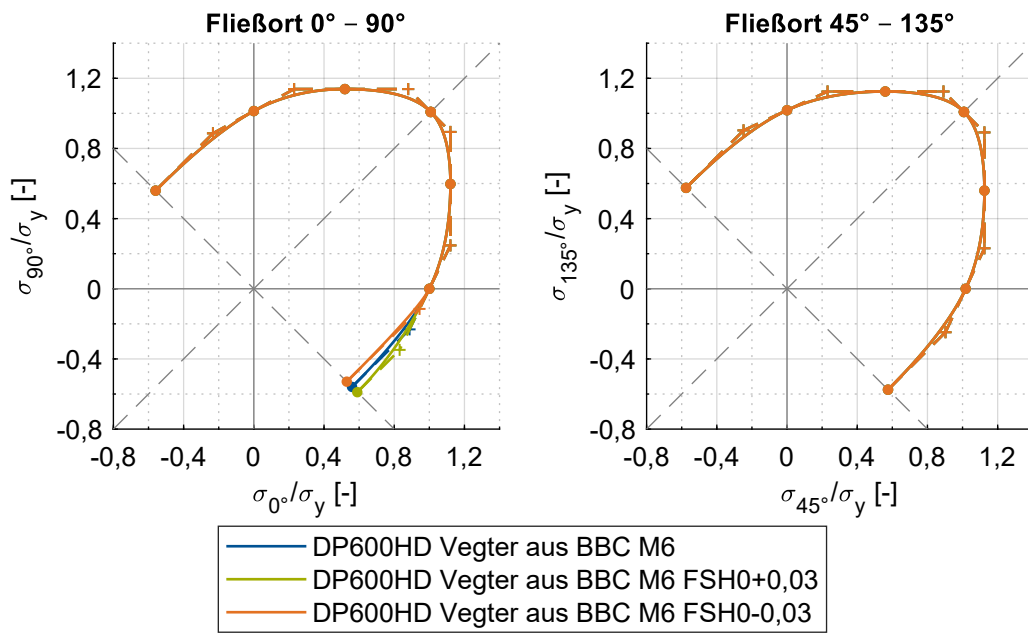 Fließort 0° – 90°
Fließort 45° – 135°
1,2
0,8
0,4
0
-0,4
-0,8
σ90°/σy [-]
-0,8
-0,4
0
0,4
0,8
1,2
σ0°/σy [-]
1,2
0,8
0,4
0
-0,4
-0,8
σ135°/σy [-]
-0,8
-0,4
0
0,4
0,8
1,2
σ45°/σy [-]
DP600HD Vegter aus BBC M6
DP600HD Vegter aus BBC M6 FSH0+0,03
DP600HD Vegter aus BBC M6 FSH0-0,03